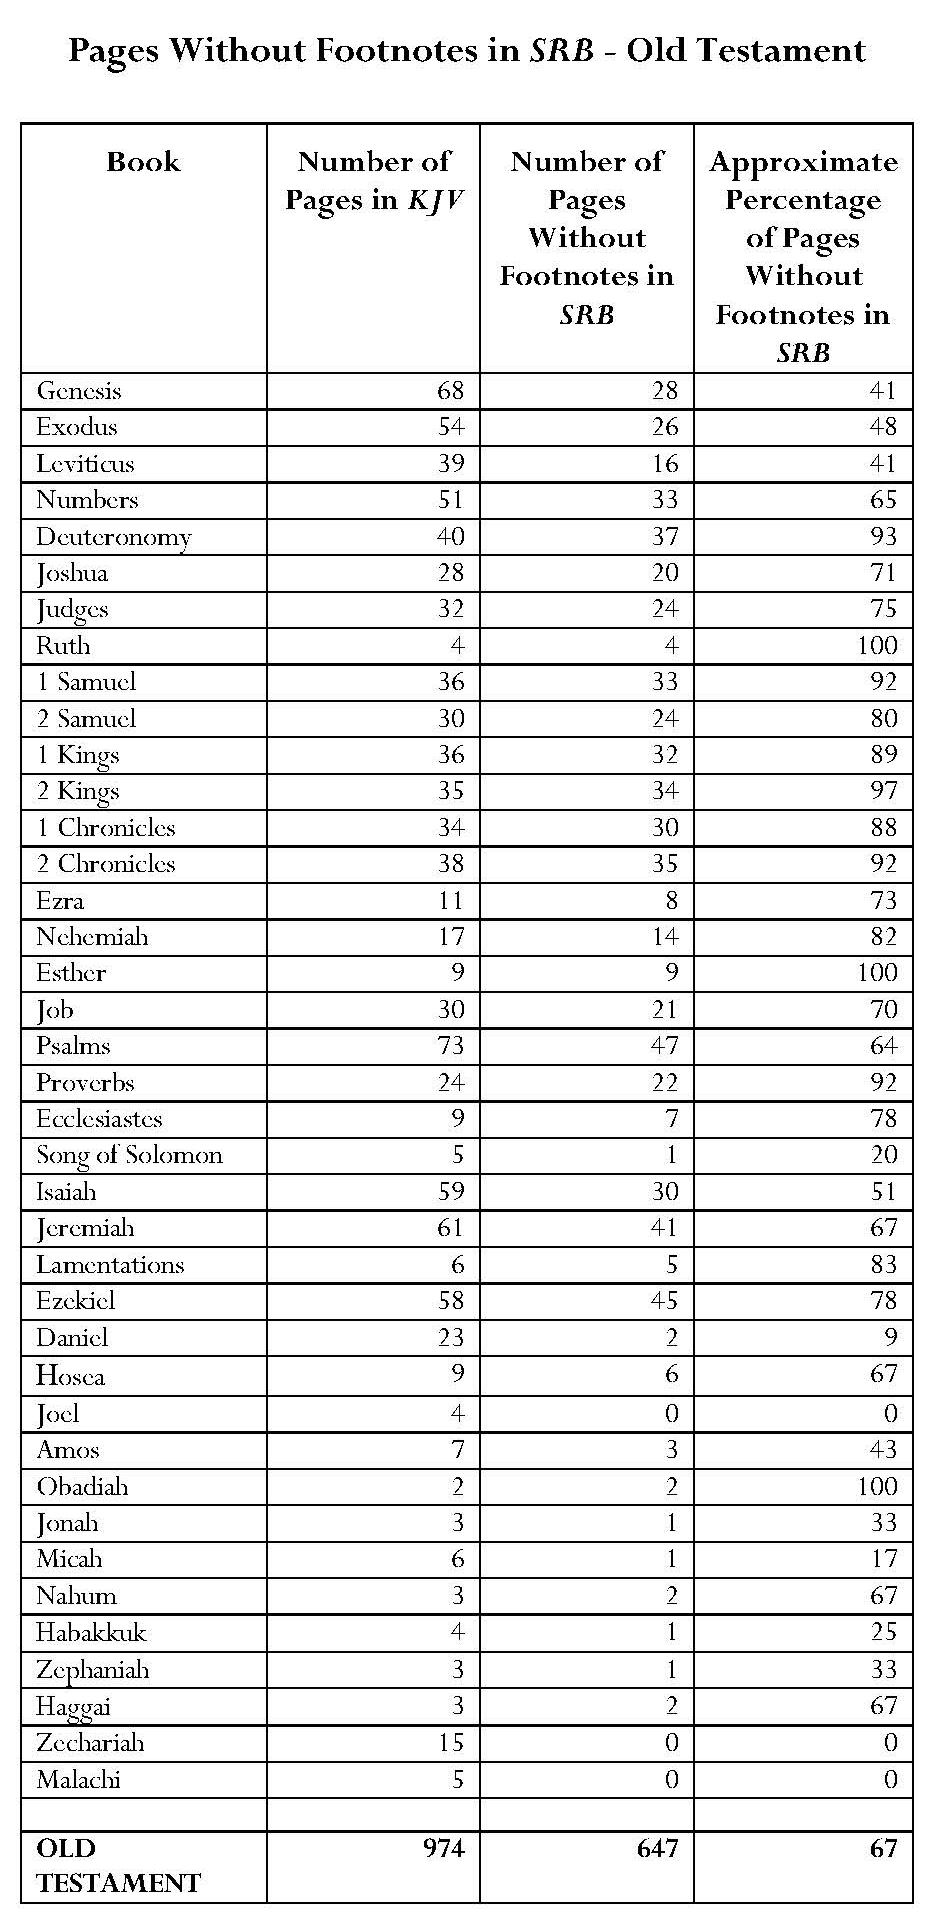 Pages Without Footnotes in SRB - Old Testament
Book Number of Pages in KJV Number of Pages Without Footnotes in SRB Approximate Percentage of Pages Without Footnotes in SRB
Genesis 68 28 41
Exodus 54 26 48
Leviticus 39 16 41
Numbers 51 33 65
Deuteronomy 40 37 93
Joshua 28 20 71
Judges 32 24 75
Ruth 4 4 100
1 Samuel 36 33 92
2 Samuel 30 24 80
1 Kings 36 32 89
2 Kings 35 34 97
1 Chronicles 34 30 88
2 Chronicles 38 35 92
Ezra 11 8 73
Nehemiah 17 14 82
Esther 9 9 100
Job 30 21 70
Psalms 73 47 64
Proverbs 24 22 92
Ecclesiastes 9 7 78
Song of Solomon 5 1 20
Isaiah 59 30 51
Jeremiah 61 41 67
Lamentations 6 5 83
Ezekiel 58 45 78
Daniel 23 2 9
Hosea 9 6 67
Joel 4 0 0
Amos 7 3 43
Obadiah 2 2 100
Jonah 3 1 33
Micah 6 1 17
Nahum 3 2 67
Habakkuk 4 1 25
Zephaniah 3 1 33
Haggai 3 2 67
Zechariah 15 0 0
Malachi 5 0 0
OLD TESTAMENT 974 647 67